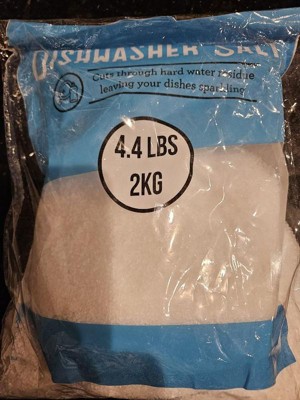 DISHWASHER SALT
Cuts through hard water residue
leaving your dishes sparkling
4.4 LBS
2KG